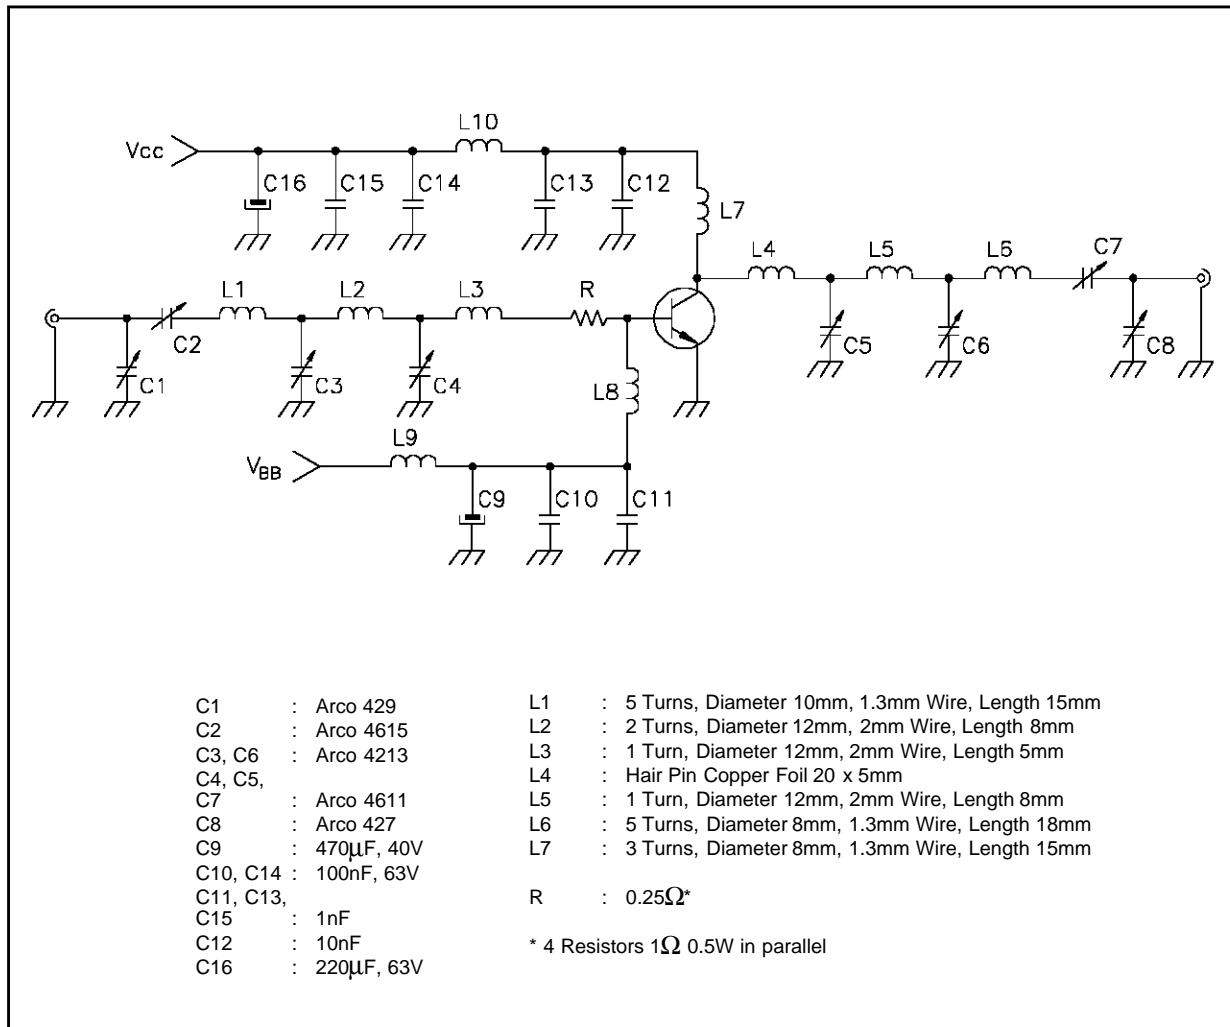 L10
Vcc
C16
C15
C14
C13
C12
L7
L4
L5
L6
C7
L1
L2
L3
R
C2
C1
C3
C4
C5
C6
C8
L8
L9
VBB
C9
C10
C11
C1 : Arco 429
C2 : Arco 4615
C3, C6 : Arco 4213
C4, C5,
C7 : Arco 4611
C8 : Arco 427
C9 : 470μF, 40V
C10, C14 : 100nF, 63V
C11, C13,
C15 : 1nF
C12 : 10nF
C16 : 220μF, 63V
L1 : 5 Turns, Diameter 10mm, 1.3mm Wire, Length 15mm
L2 : 2 Turns, Diameter 12mm, 2mm Wire, Length 8mm
L3 : 1 Turn, Diameter 12mm, 2mm Wire, Length 5mm
L4 : Hair Pin Copper Foil 20 x 5mm
L5 : 1 Turn, Diameter 12mm, 2mm Wire, Length 8mm
L6 : 5 Turns, Diameter 8mm, 1.3mm Wire, Length 18mm
L7 : 3 Turns, Diameter 8mm, 1.3mm Wire, Length 15mm
R : 0.25Ω*
* 4 Resistors 1Ω 0.5W in parallel